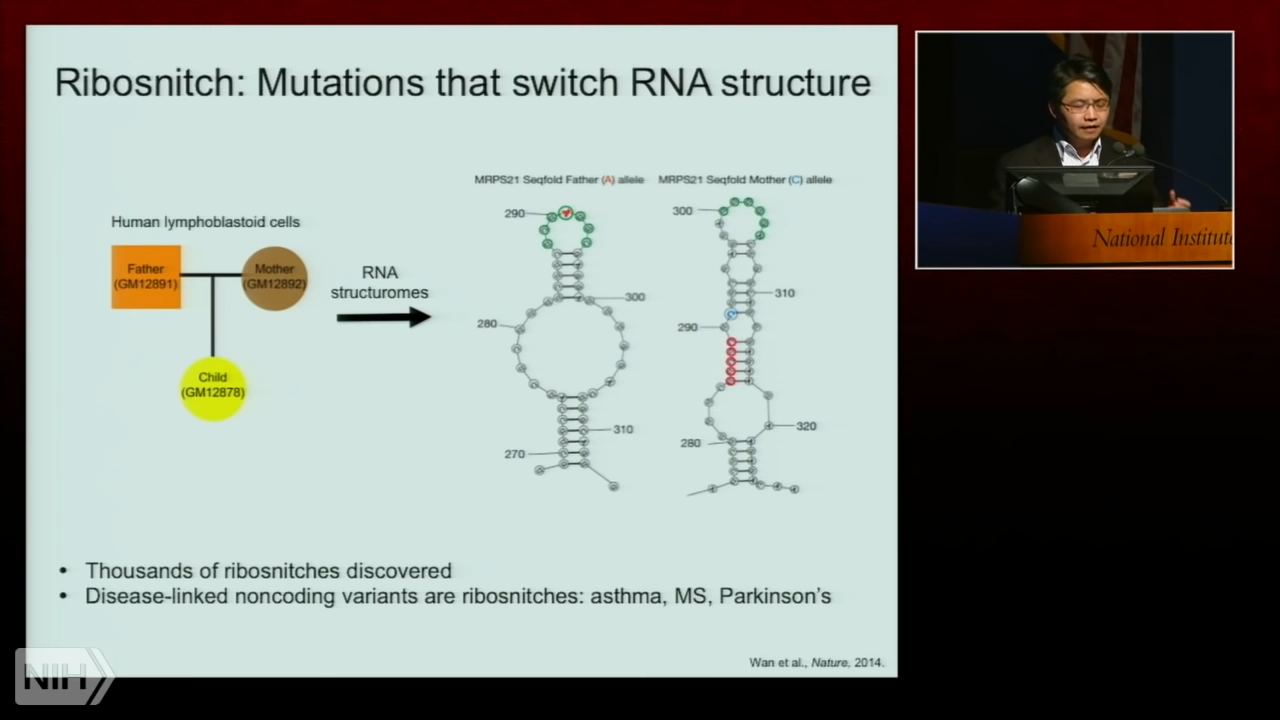 Ribosnitch: Mutations that switch RNA structure
MRPS21 Seqfold Father (A) allele
MRPS21 Seqfold Mother (C) allele
Human lymphoblastoid cells
Father
(GM12891)
Mother
(GM12892)
Child
(GM12878)
RNA
structuromes
290
280
270
300
310
300
290
280
310
320
• Thousands of ribosnitches discovered
• Disease-linked noncoding variants are ribosnitches: asthma, MS, Parkinson's
Wan et al., Nature, 2014.
National Institute
NIH